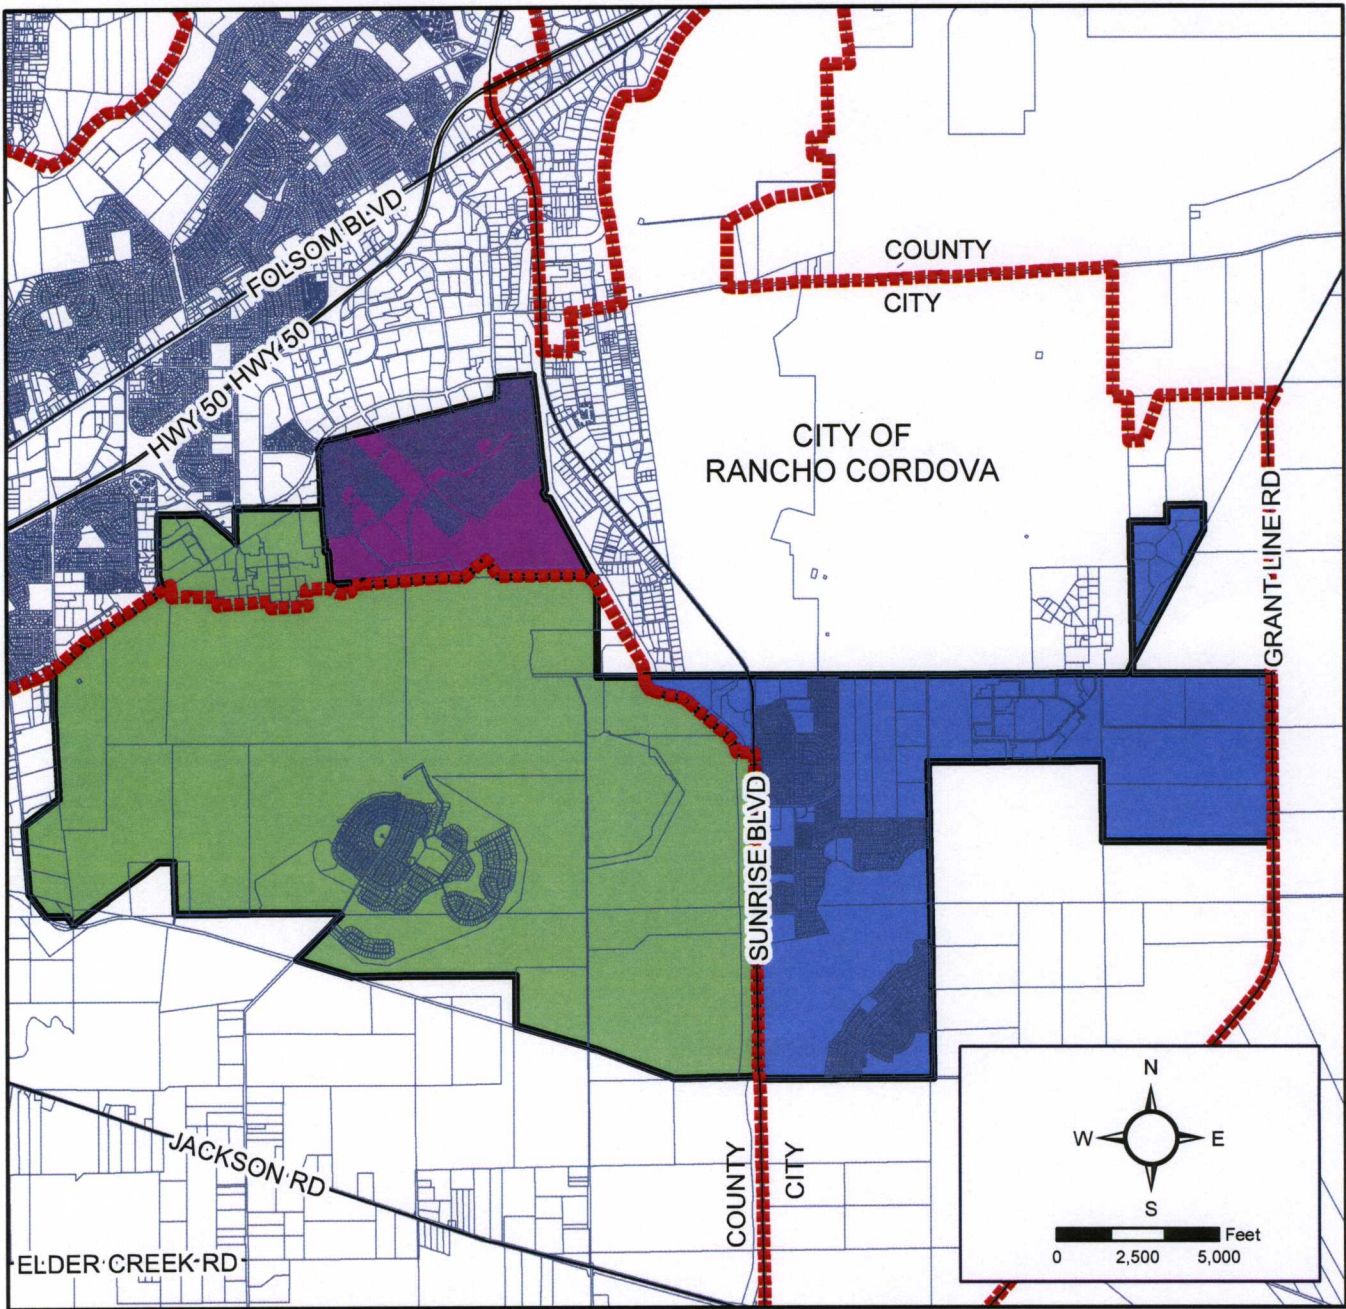 FOLSOM BLVD
COUNTY
CITY
HWY 50 HWY 50
CITY OF
RANCHO CORDOVA
GRANT LINE RD
SUNRISE BLVD
JACKSON RD
COUNTY
CITY
ELDER CREEK RD
N
W E
S
Feet
0 2,500 5,000